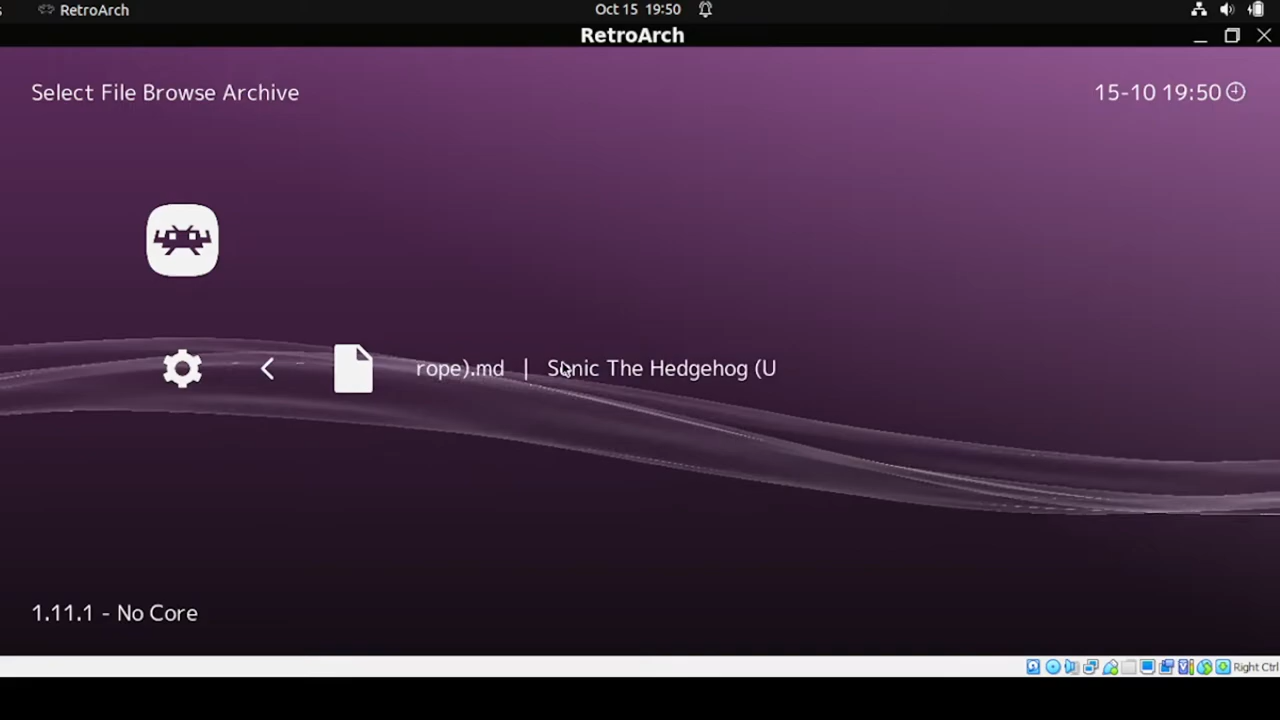 RetroArch Oct 15 19:50
RetroArch
Select File Browse Archive 15-10 19:50
rope).md | Sonic The Hedgehog (U
1.11.1 - No Core
Right Ctrl